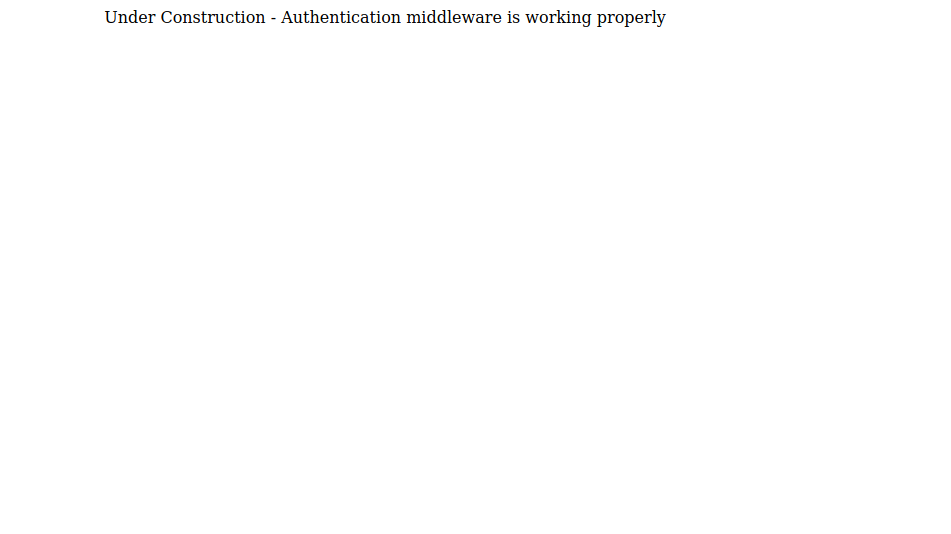 Under Construction - Authentication middleware is working properly